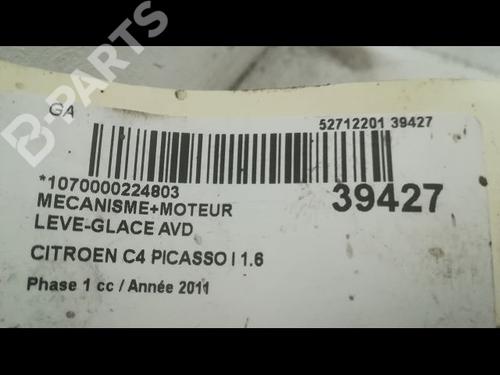 B-PARTS
GA
52712201 39427
*1070000224803
39427
MECANISME+MOTEUR
LEVE-GLACE AVD
CITROEN C4 PICASSO I 1.6
Phase 1 cc / Année 2011